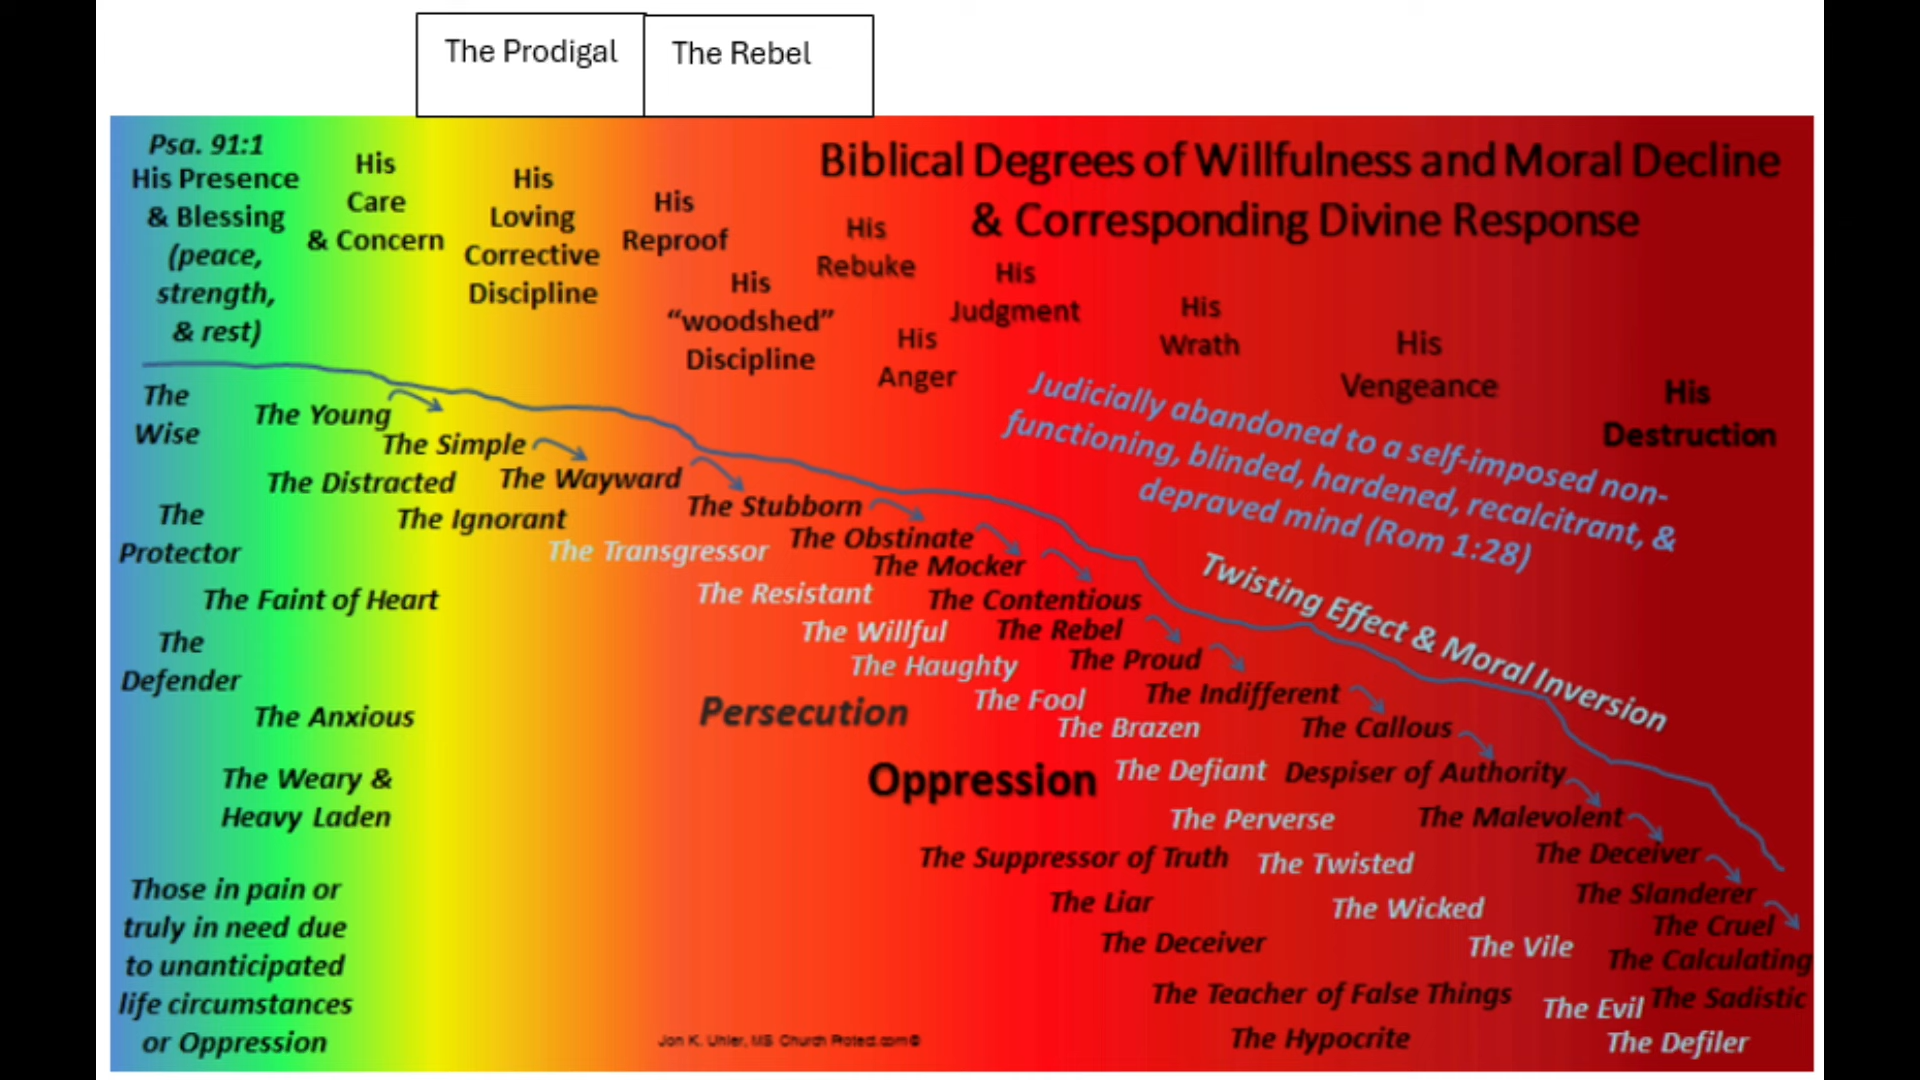 The Prodigal
The Rebel
Psa. 91:1
His Presence
& Blessing
(peace,
strength,
& rest)
His
Care
& Concern
His
Loving
Corrective
Discipline
His
Reproof
His
"woodshed"
Discipline
His
Rebuke
His
Anger
Biblical Degrees of Willfulness and Moral Decline
& Corresponding Divine Response
His
Judgment
His
Wrath
His
Vengeance
His
Destruction
Judicially abandoned to a self-imposed non-
functioning, blinded, hardened, recalcitrant, &
depraved mind (Rom 1:28)
Twisting Effect & Moral Inversion
The
Wise
The Young
The Simple
The Distracted
The Wayward
The Ignorant
The Stubborn
The
Protector
The Transgressor
The Obstinate
The Mocker
The Faint of Heart
The Resistant
The Contentious
The Willful
The Rebel
The
Defender
The Haughty
The Proud
The Fool
The Indifferent
The Anxious
Persecution
The Brazen
The Callous
The Weary &
Heavy Laden
Oppression
The Defiant
Despiser of Authority
The Perverse
The Malevolent
The Suppressor of Truth
The Twisted
The Deceiver
The Liar
The Wicked
The Slanderer
The Cruel
The Deceiver
The Vile
The Calculating
Those in pain or
truly in need due
to unanticipated
life circumstances
or Oppression
The Teacher of False Things
The Evil
The Sadistic
The Hypocrite
The Defiler
Jon K. Uhler, MS Church Protect.com©